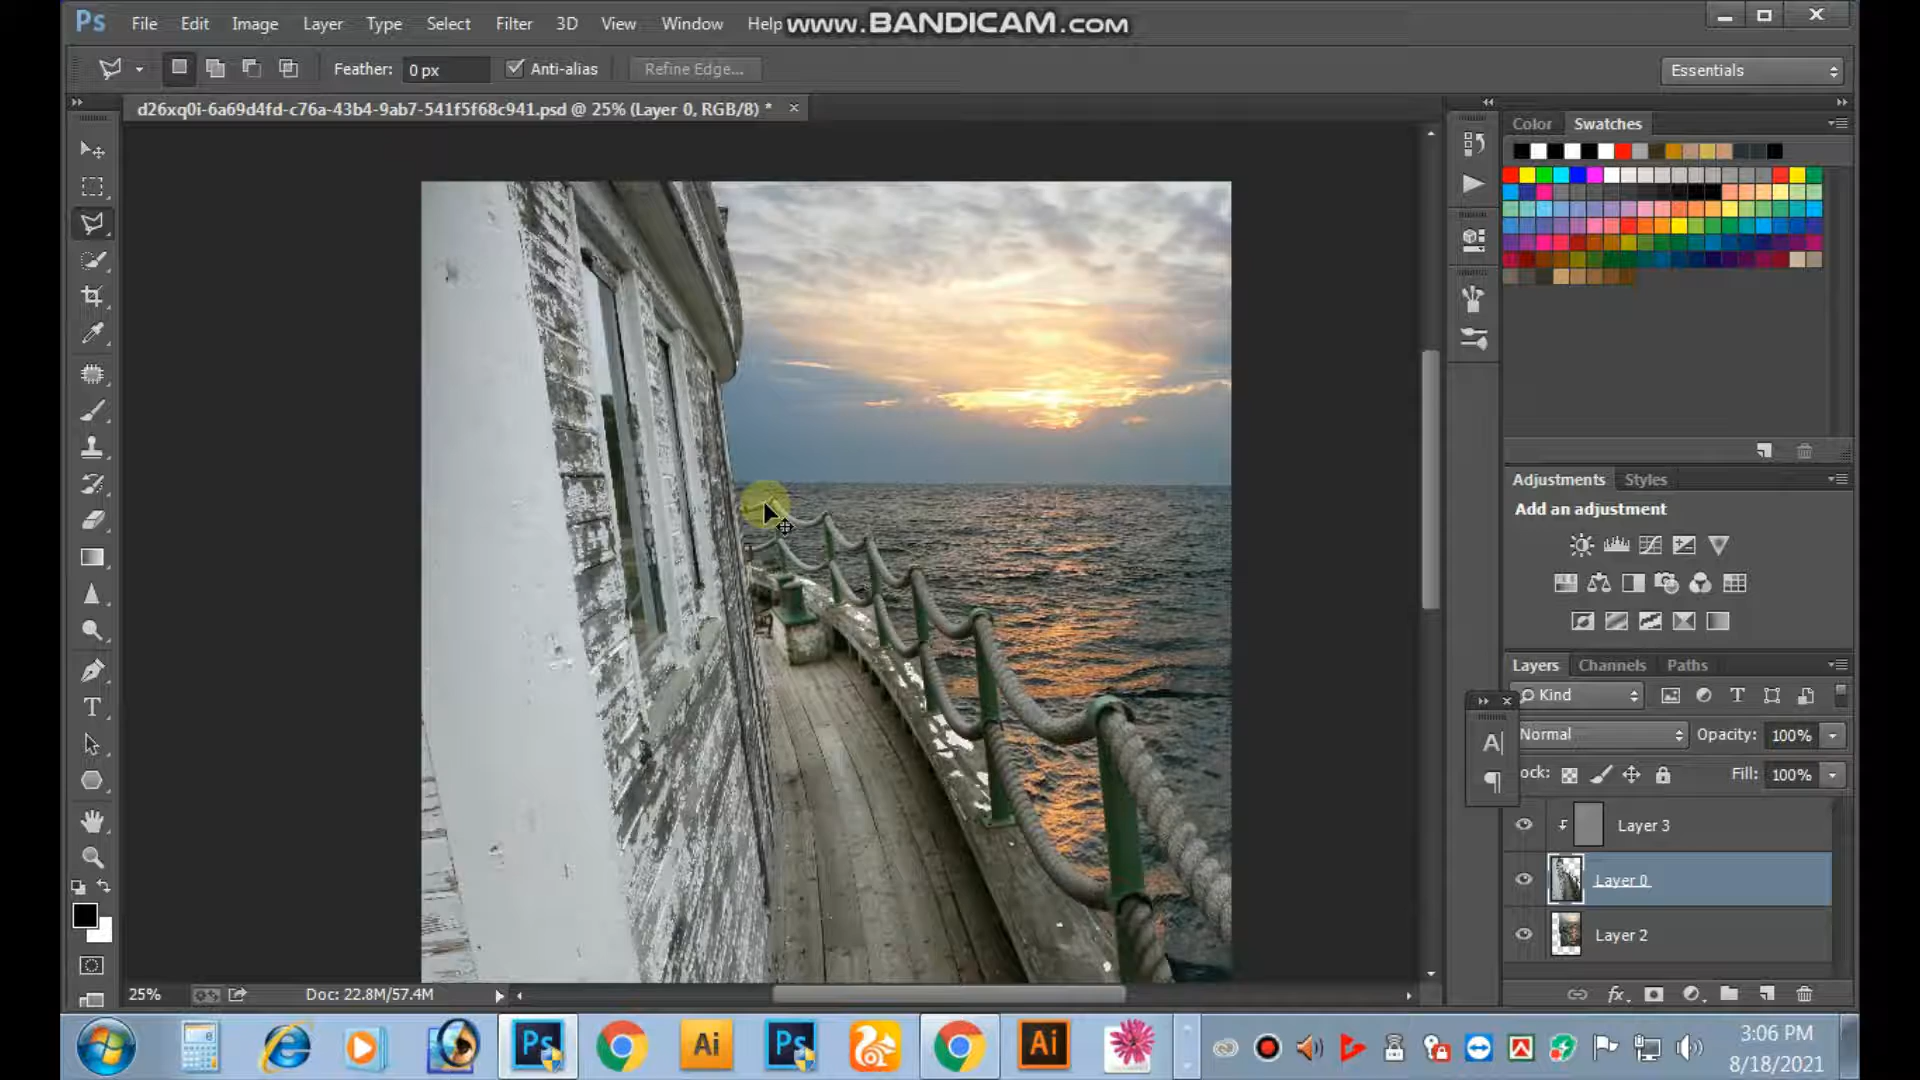 Ps File Edit Image Layer Type Select Filter 3D View Window Help www.BANDICAM.com
Feather: 0 px Anti-alias Refine Edge... Essentials
d26xq0i-6a69d4fd-c76a-43b4-9ab7-541f5f68c941.psd @ 25% (Layer 0, RGB/8) *
Color Swatches
Adjustments Styles
Add an adjustment
Layers Channels Paths
Kind
Normal Opacity: 100%
ock: Fill: 100%
Layer 3
Layer 0
Layer 2
25% Doc: 22.8M/57.4M
Ps Ai Ps Ai
3:06 PM
8/18/2021